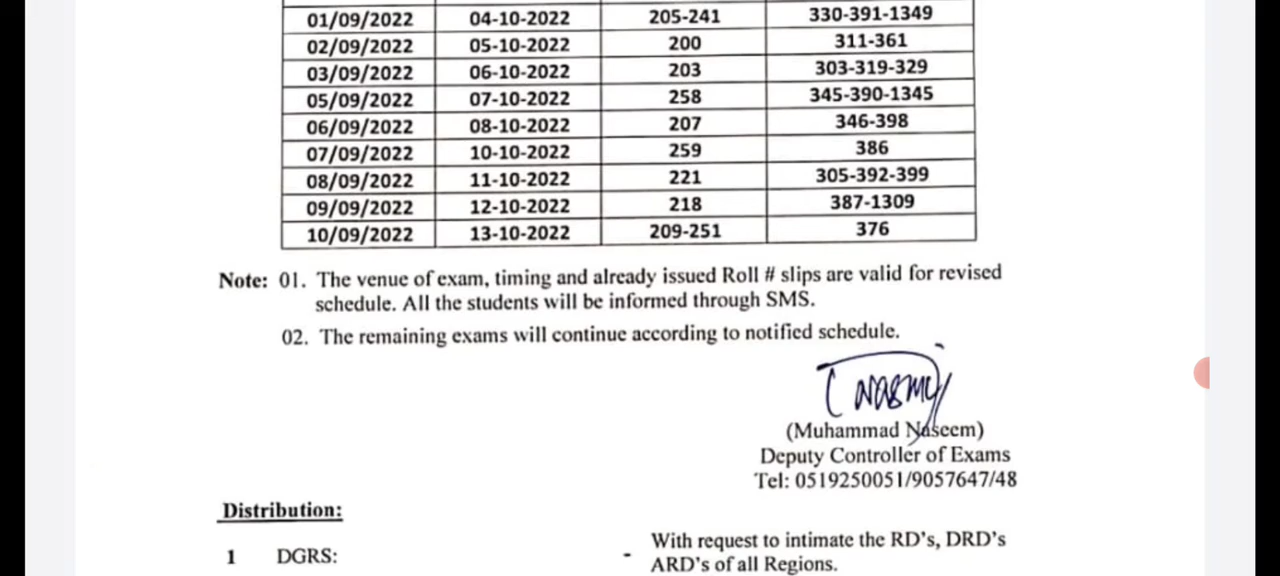 01/09/2022 04-10-2022 205-241 330-391-1349
02/09/2022 05-10-2022 200 311-361
03/09/2022 06-10-2022 203 303-319-329
05/09/2022 07-10-2022 258 345-390-1345
06/09/2022 08-10-2022 207 346-398
07/09/2022 10-10-2022 259 386
08/09/2022 11-10-2022 221 305-392-399
09/09/2022 12-10-2022 218 387-1309
10/09/2022 13-10-2022 209-251 376
Note: 01. The venue of exam, timing and already issued Roll # slips are valid for revised
schedule. All the students will be informed through SMS.
02. The remaining exams will continue according to notified schedule.
(Muhammad Naseem)
Deputy Controller of Exams
Tel: 0519250051/9057647/48
Distribution:
1 DGRS: - With request to intimate the RD's, DRD's
ARD's of all Regions.